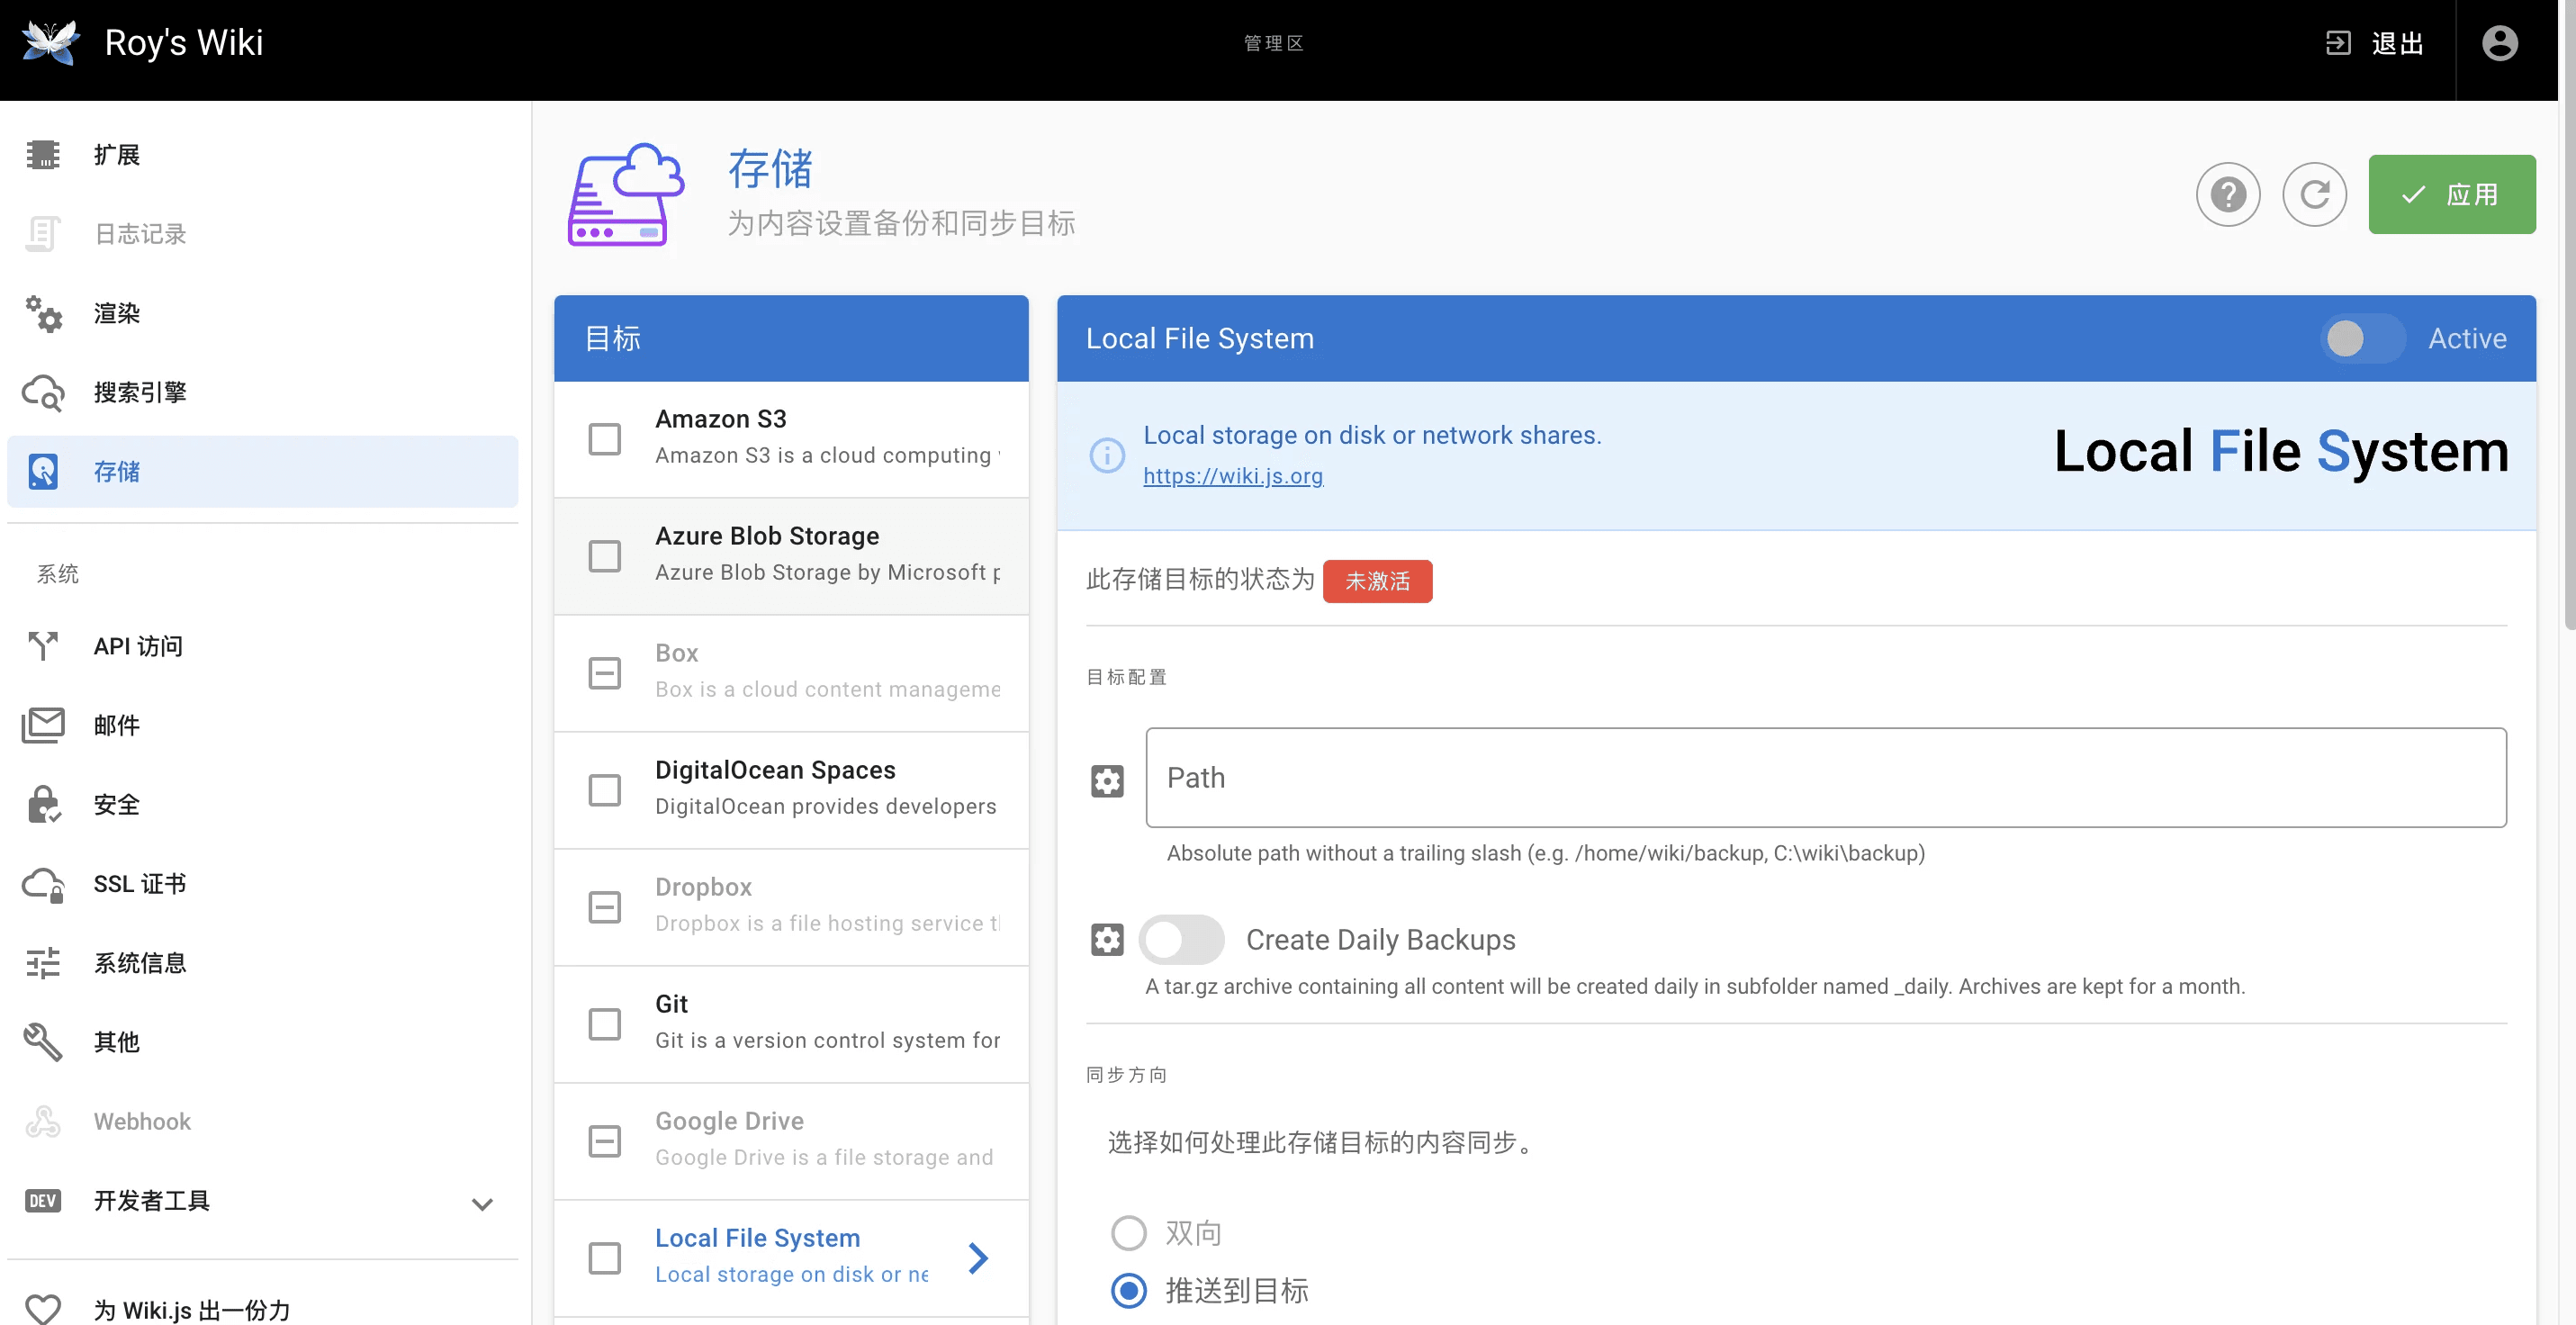 Roy's Wiki
管理区
退出
扩展
日志记录
渲染
搜索引擎
存储
系统
API 访问
邮件
安全
SSL 证书
系统信息
其他
Webhook
DEV
开发者工具
为 Wiki.js 出一份力
存储
为内容设置备份和同步目标
应用
目标
Amazon S3
Amazon S3 is a cloud computing
Azure Blob Storage
Azure Blob Storage by Microsoft
Box
Box is a cloud content manageme
DigitalOcean Spaces
DigitalOcean provides developers
Dropbox
Dropbox is a file hosting service
Git
Git is a version control system for
Google Drive
Google Drive is a file storage and
Local File System
Local storage on disk or ne
Local File System
Active
Local storage on disk or network shares.
https://wiki.js.org
Local File System
此存储目标的状态为 未激活
目标配置
Path
Absolute path without a trailing slash (e.g. /home/wiki/backup, C:\wiki\backup)
Create Daily Backups
A tar.gz archive containing all content will be created daily in subfolder named _daily. Archives are kept for a month.
同步方向
选择如何处理此存储目标的内容同步。
双向
推送到目标